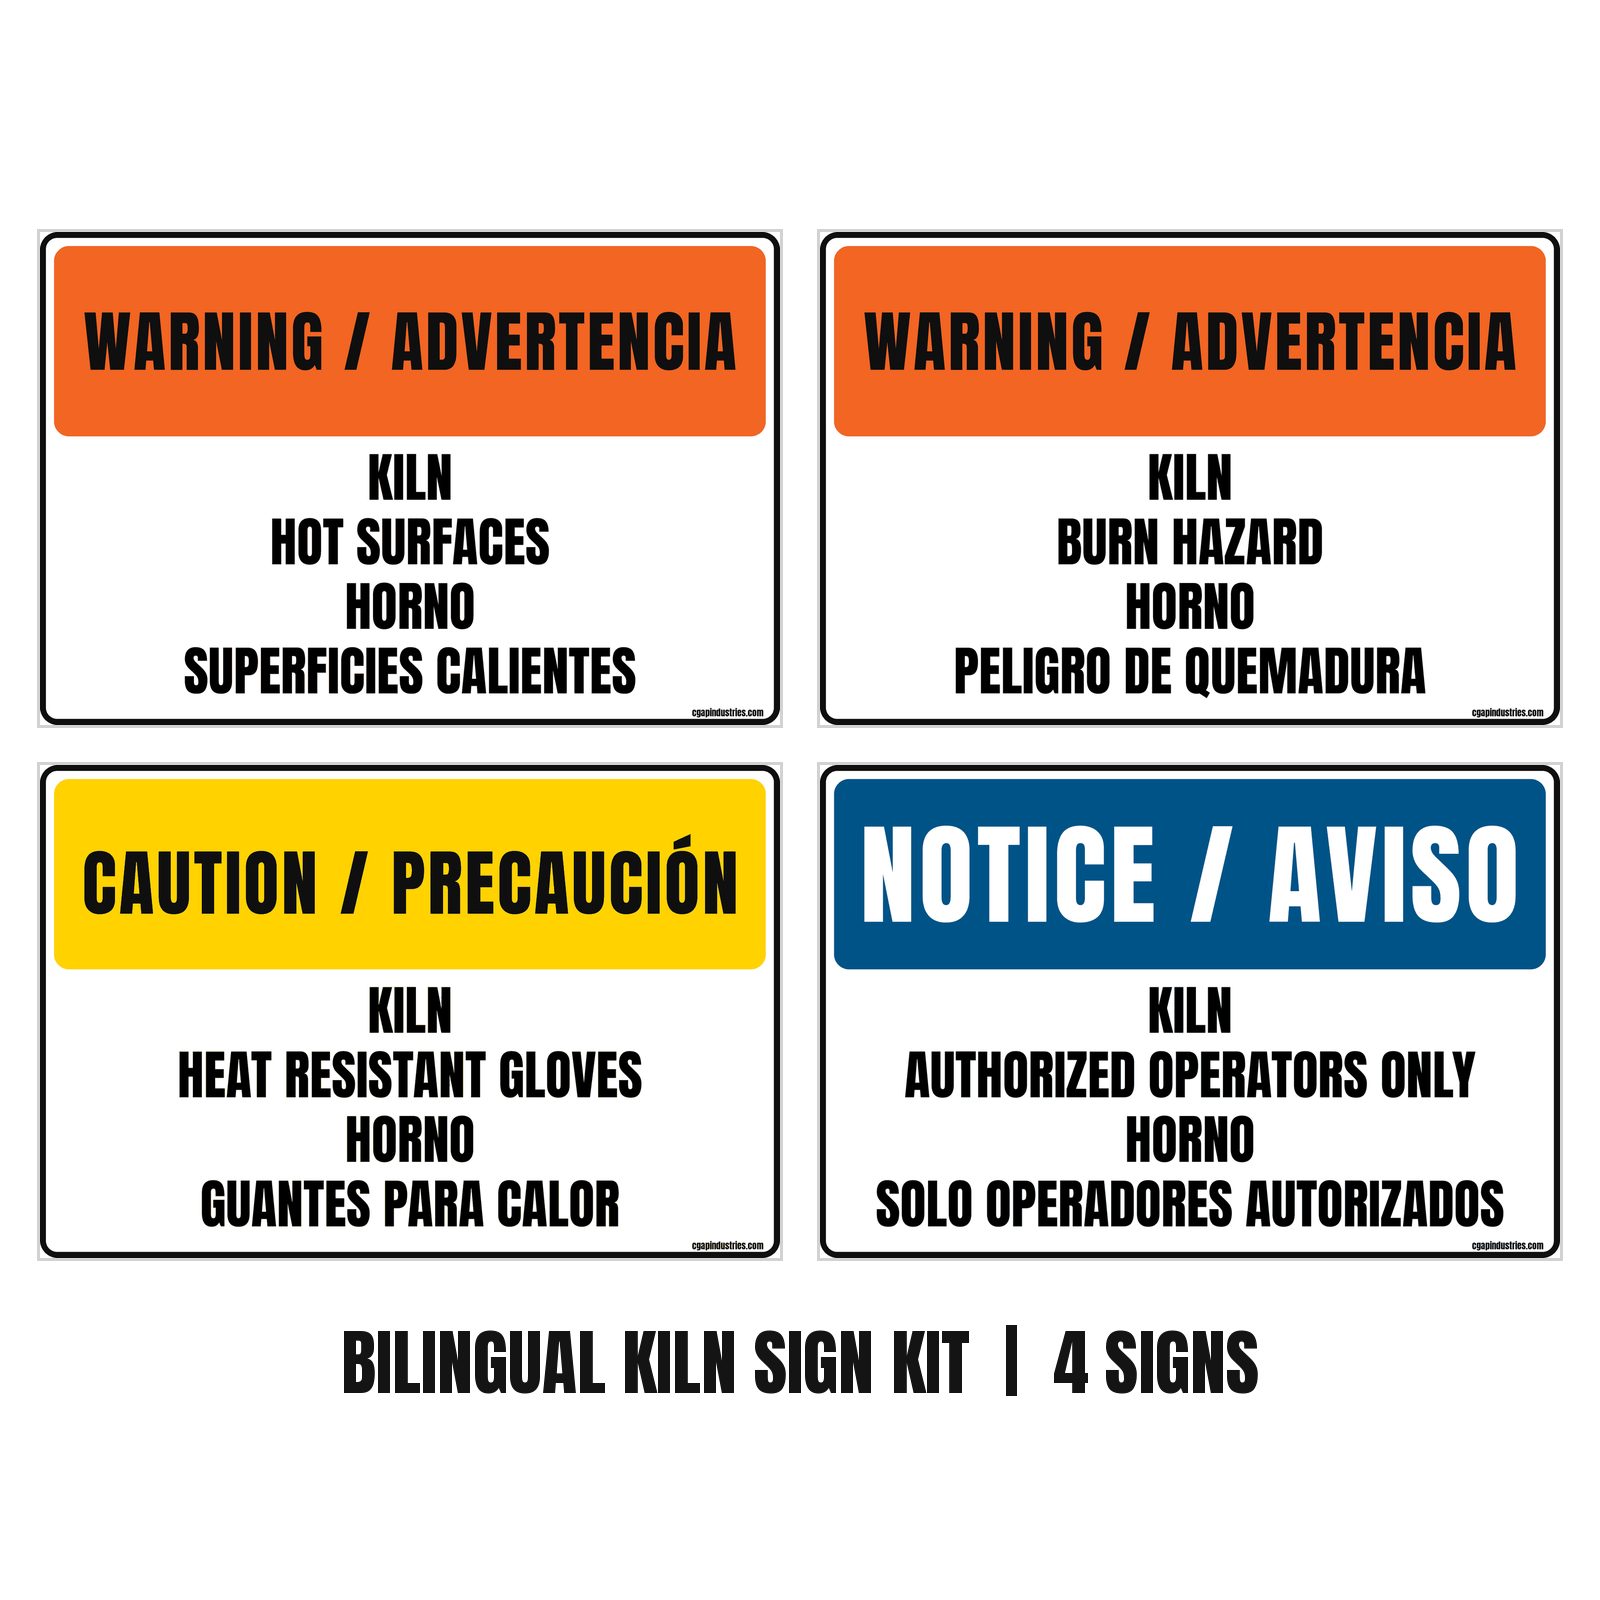 WARNING / ADVERTENCIA
KILN
HOT SURFACES
HORNO
SUPERFICIES CALIENTES
cgapindustries.com
WARNING / ADVERTENCIA
KILN
BURN HAZARD
HORNO
PELIGRO DE QUEMADURA
cgapindustries.com
CAUTION / PRECAUCIÓN
KILN
HEAT RESISTANT GLOVES
HORNO
GUANTES PARA CALOR
cgapindustries.com
NOTICE / AVISO
KILN
AUTHORIZED OPERATORS ONLY
HORNO
SOLO OPERADORES AUTORIZADOS
cgapindustries.com
BILINGUAL KILN SIGN KIT | 4 SIGNS